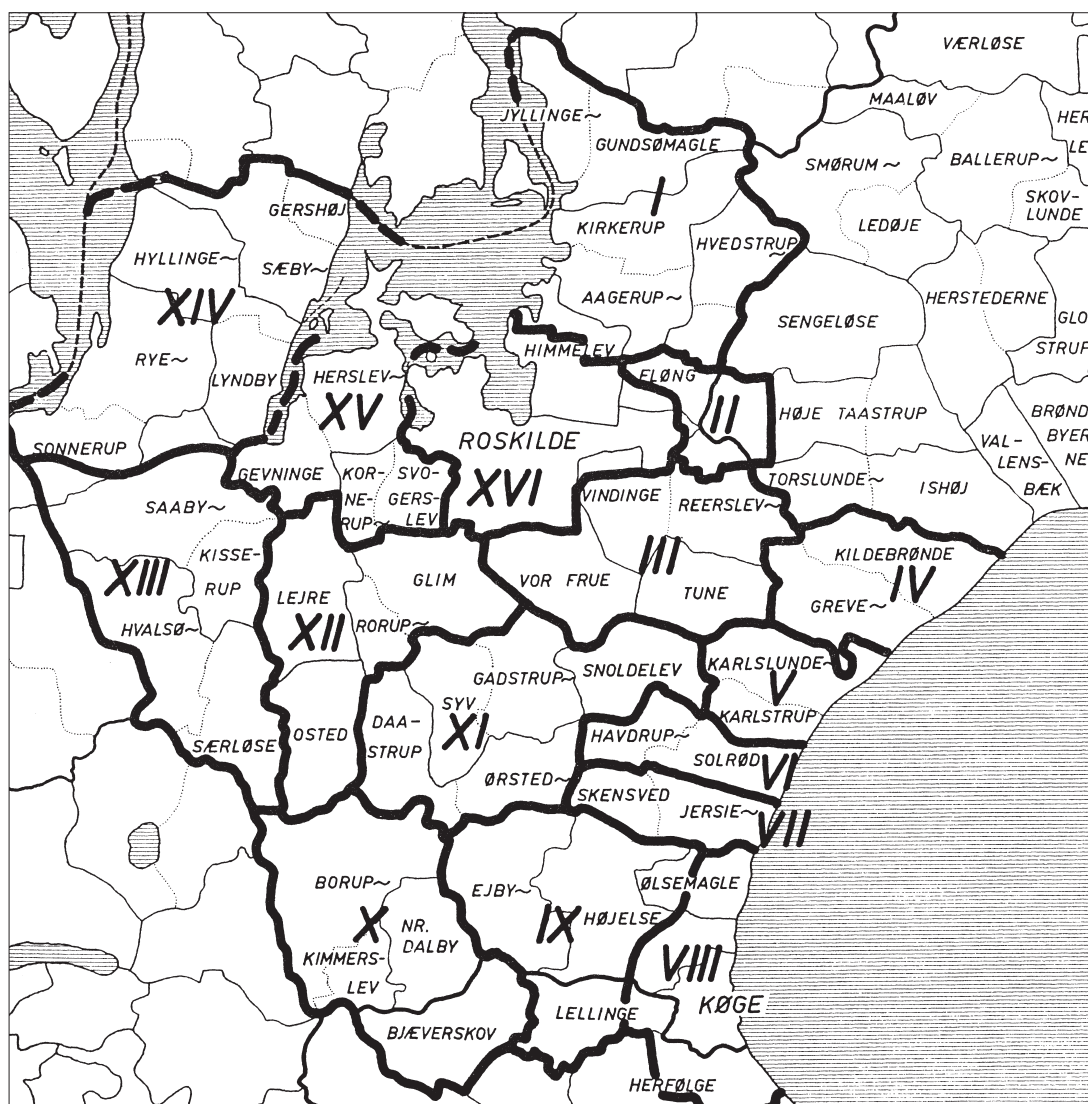 VÆRLØSE
MAALØV
JYLLINGE~
HER
LE
GUNDSØMAGLE
SMØRUM~
BALLERUP~
I
SKOV-
LUNDE
GERSHØJ
KIRKERUP
LEDØJE
HVEDSTRUP~
HYLLINGE~
SÆBY~
XIV
AAGERUP~
HERSTEDERNE
SENGELØSE
GLO
STRUP
RYE~
HIMMELEV
LYNDBY
HERSLEV~
FLØNG
XV
II
HØJE TAASTRUP
BRØND
BYER
NE
SONNERUP
ROSKILDE
VAL-
LENS-
BÆK
GEVNINGE
KOR-
NE-
RUP~
SVO-
GERS-
LEV
XVI
VINDINGE
REERSLEV~
TORSLUNDE~
ISHØJ
SAABY~
KISSE-
RUP
III
KILDEBRØNDE
IV
XIII
GLIM
VOR FRUE
TUNE
LEJRE
GREVE~
XII
RORUP~
HVALSØ~
SNOLDELEV
KARLSLUNDE~
GADSTRUP~
V
SYV
XI
DAA-
STRUP
KARLSTRUP
OSTED
HAVDRUP~
SÆRLØSE
SOLRØD
VI
ØRSTED~
SKENSVED
JERSIE~
VII
BORUP~
EJBY~
ØLSEMAGLE
X
NR.
DALBY
IX
HØJELSE
KIMMERS-
LEV
VIII
KØGE
LELLINGE
BJÆVERSKOV
HERFØLGE